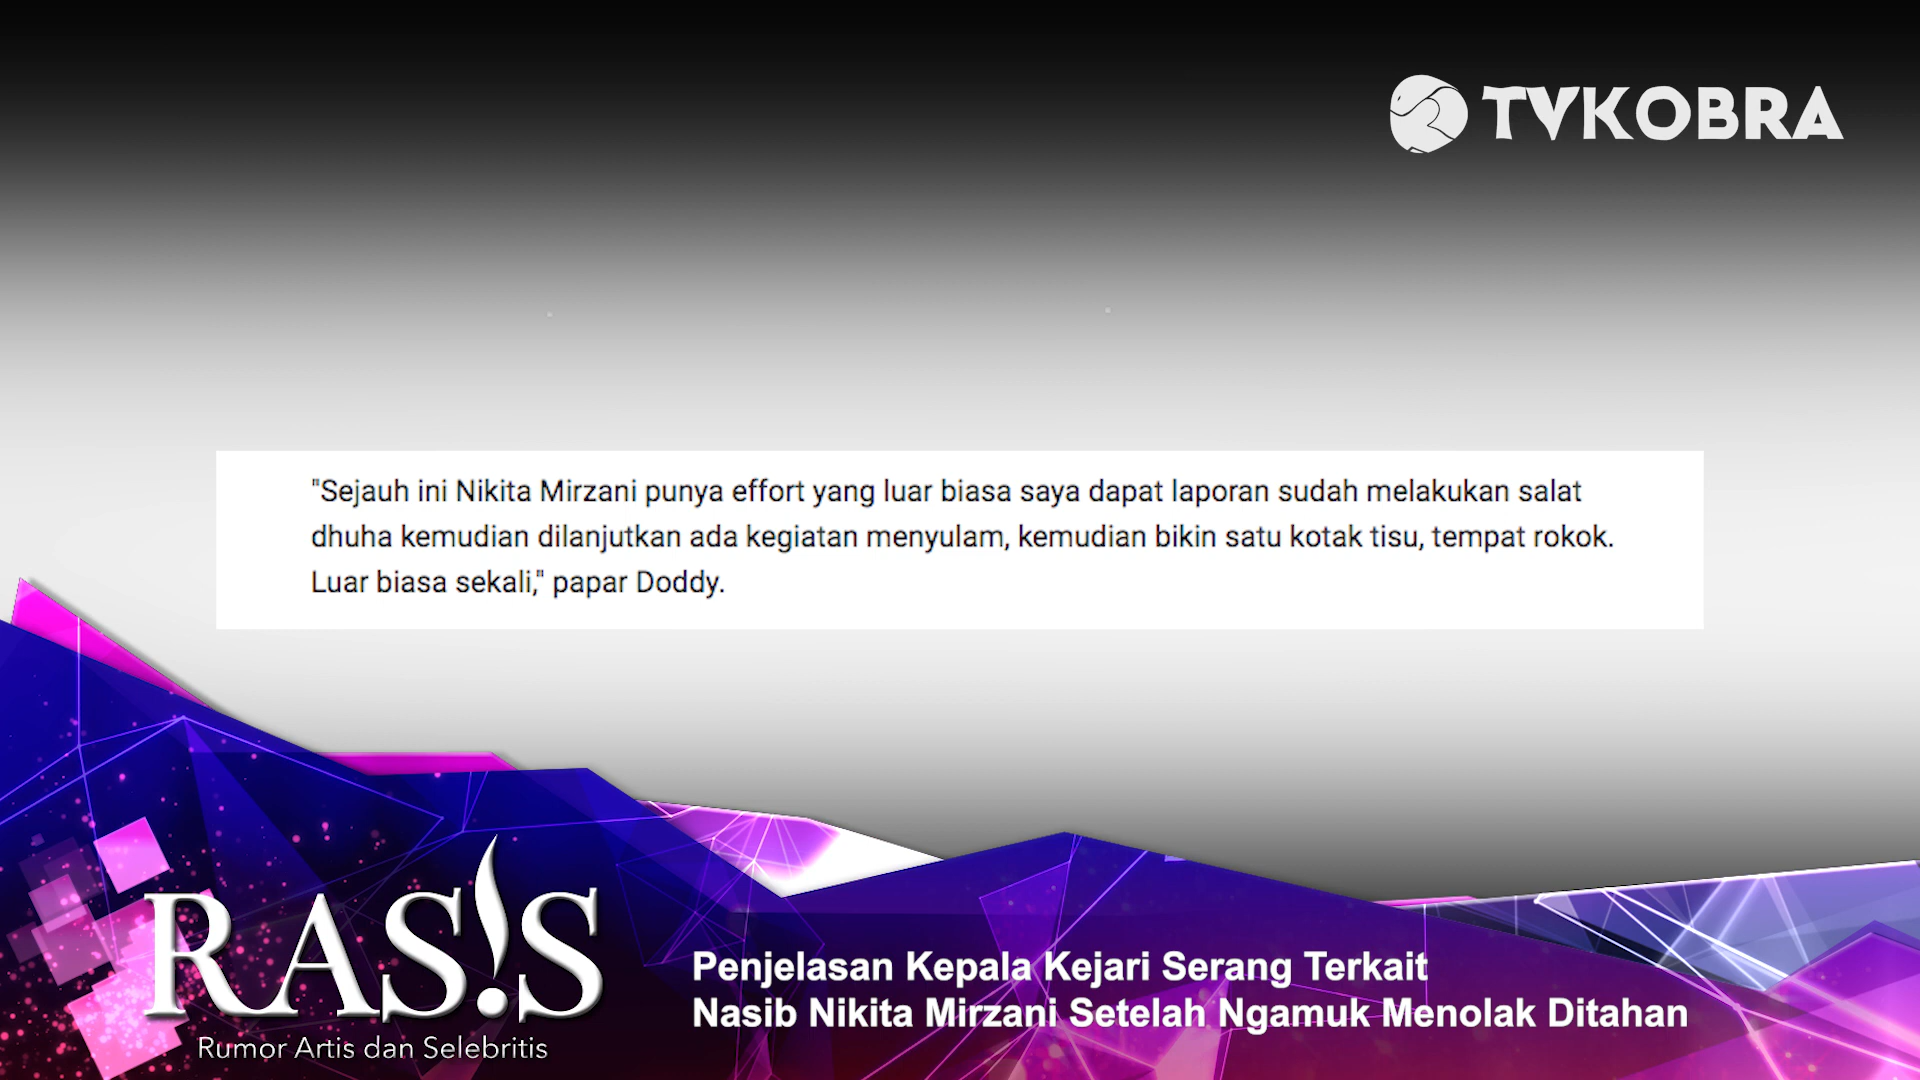 TVKOBRA
"Sejauh ini Nikita Mirzani punya effort yang luar biasa saya dapat laporan sudah melakukan salat
dhuha kemudian dilanjutkan ada kegiatan menyulam, kemudian bikin satu kotak tisu, tempat rokok.
Luar biasa sekali," papar Doddy.
RAS!S
Rumor Artis dan Selebritis
Penjelasan Kepala Kejari Serang Terkait
Nasib Nikita Mirzani Setelah Ngamuk Menolak Ditahan